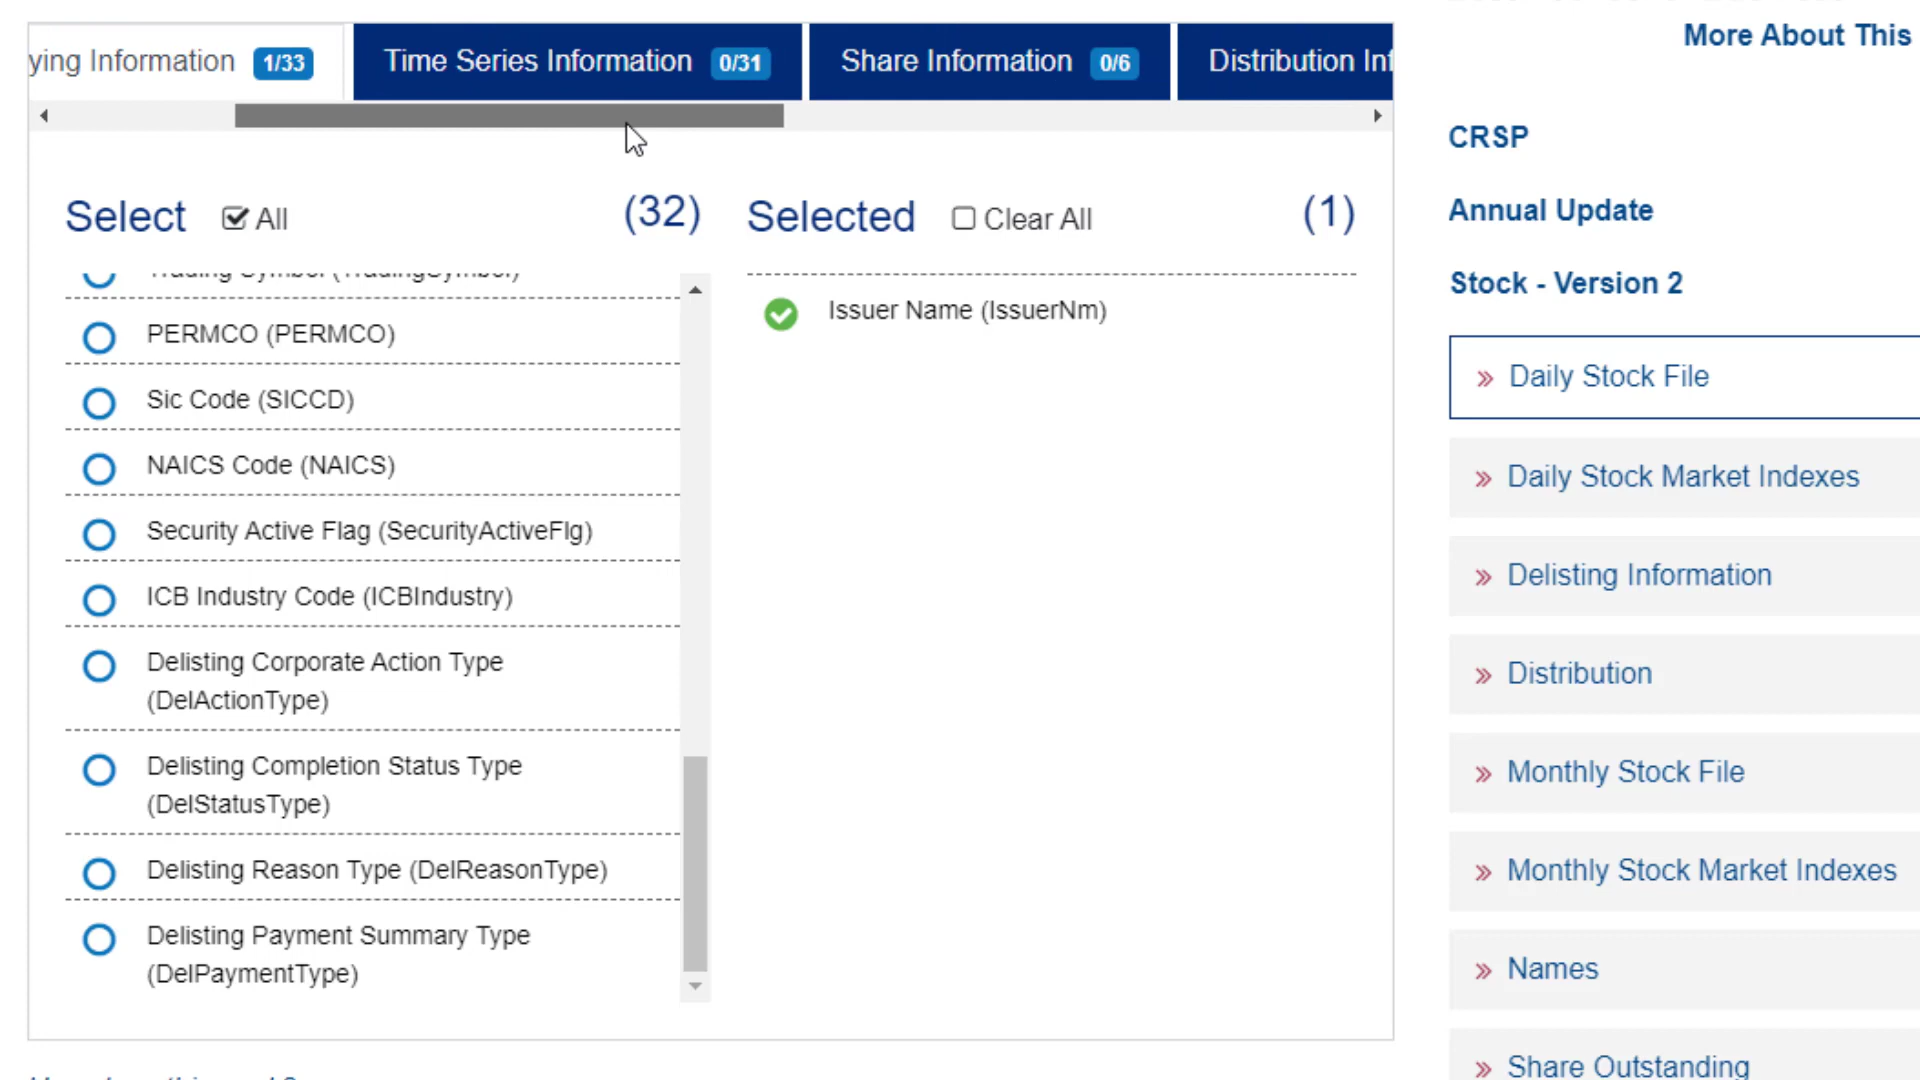 ying Information 1/33
Time Series Information 0/31
Share Information 0/6
Distribution Inf
Select All (32)
Trading Symbol (TradingSymbol)
PERMCO (PERMCO)
Sic Code (SICCD)
NAICS Code (NAICS)
Security Active Flag (SecurityActiveFlg)
ICB Industry Code (ICBIndustry)
Delisting Corporate Action Type
(DelActionType)
Delisting Completion Status Type
(DelStatusType)
Delisting Reason Type (DelReasonType)
Delisting Payment Summary Type
(DelPaymentType)
Selected Clear All (1)
Issuer Name (IssuerNm)
More About This
CRSP
Annual Update
Stock - Version 2
» Daily Stock File
» Daily Stock Market Indexes
» Delisting Information
» Distribution
» Monthly Stock File
» Monthly Stock Market Indexes
» Names
» Share Outstanding